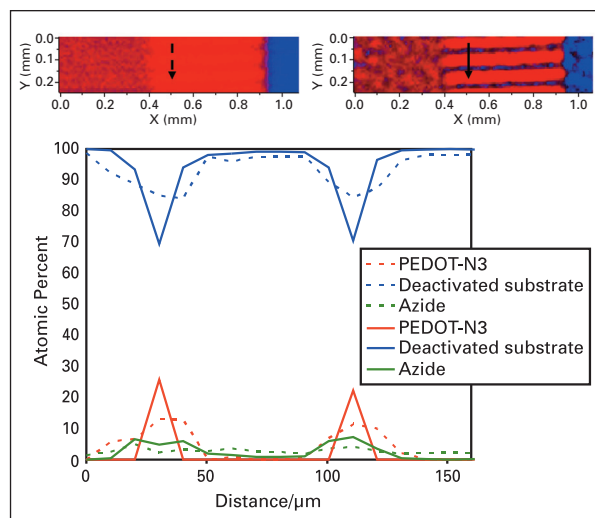 0.0
0.1
0.2
Y (mm)
0.0 0.2 0.4 0.6 0.8 1.0
X (mm)
0.0
0.1
0.2
Y (mm)
0.0 0.2 0.4 0.6 0.8 1.0
X (mm)
100
90
80
70
60
50
40
30
20
10
0
Atomic Percent
PEDOT-N3
Deactivated substrate
Azide
PEDOT-N3
Deactivated substrate
Azide
0 50 100 150
Distance/µm